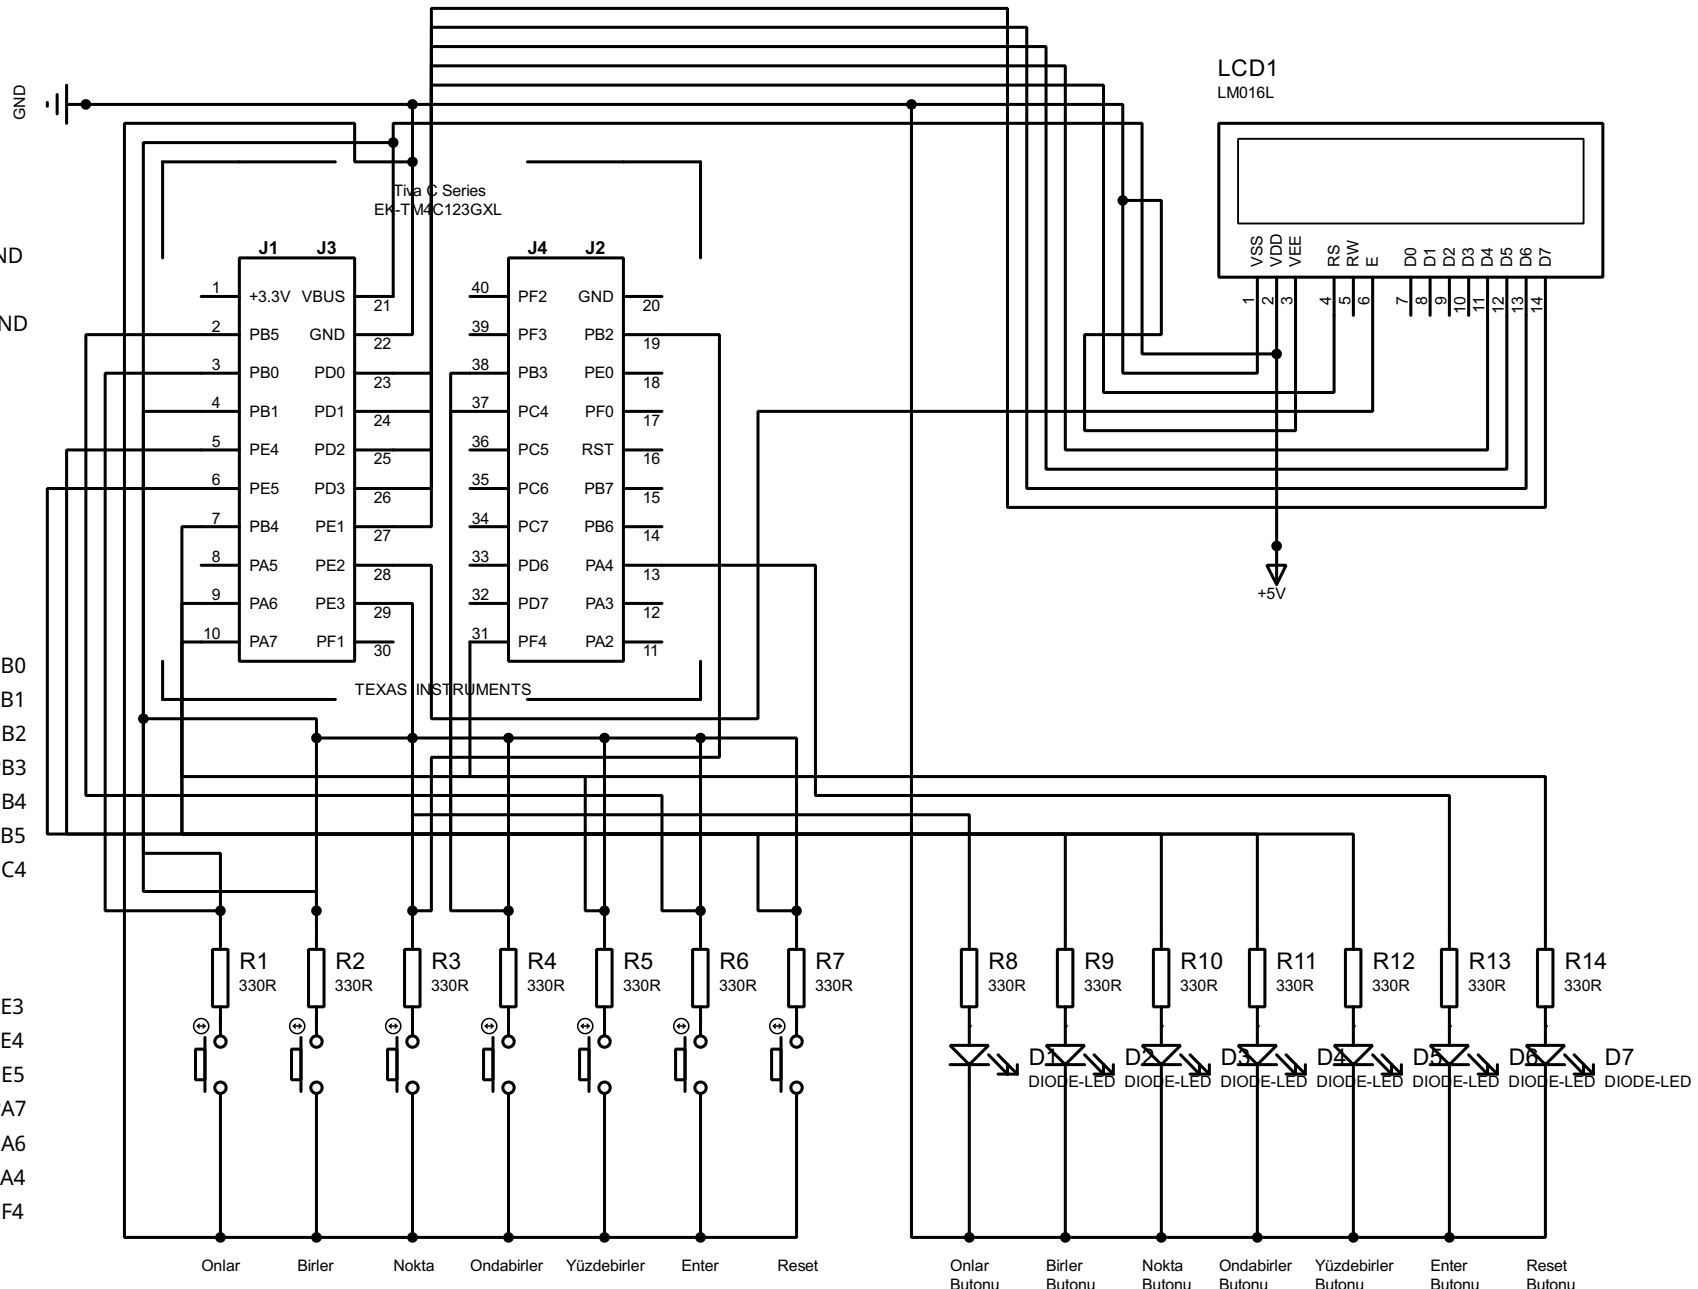 GND
LCD1
LM016L
Tiva C Series
EK-TM4C123GXL
ND
ND
J1 J3
1 +3.3V VBUS 21
2 PB5 GND 22
3 PB0 PD0 23
4 PB1 PD1 24
5 PE4 PD2 25
6 PE5 PD3 26
7 PB4 PE1 27
8 PA5 PE2 28
9 PA6 PE3 29
10 PA7 PF1 30
J4 J2
40 PF2 GND 20
39 PF3 PB2 19
38 PB3 PE0 18
37 PC4 PF0 17
36 PC5 RST 16
35 PC6 PB7 15
34 PC7 PB6 14
33 PD6 PA4 13
32 PD7 PA3 12
31 PF4 PA2 11
TEXAS INSTRUMENTS
VSS VDD VEE RS RW E D0 D1 D2 D3 D4 D5 D6 D7
1 2 3 4 5 6 7 8 9 10 11 12 13 14
+5V
B0
B1
B2
B3
B4
B5
C4
E3
E4
E5
A7
A6
A4
F4
R1 R2 R3 R4 R5 R6 R7 R8 R9 R10 R11 R12 R13 R14
330R 330R 330R 330R 330R 330R 330R 330R 330R 330R 330R 330R 330R 330R
D1 D2 D3 D4 D5 D6 D7
DIODE-LED DIODE-LED DIODE-LED DIODE-LED DIODE-LED DIODE-LED DIODE-LED
Onlar Birler Nokta Ondabirler Yüzdebirler Enter Reset
Onlar Birler Nokta Ondabirler Yüzdebirler Enter Reset
Butonu Butonu Butonu Butonu Butonu Butonu Butonu